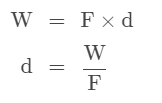 W = F × d
d = W/F